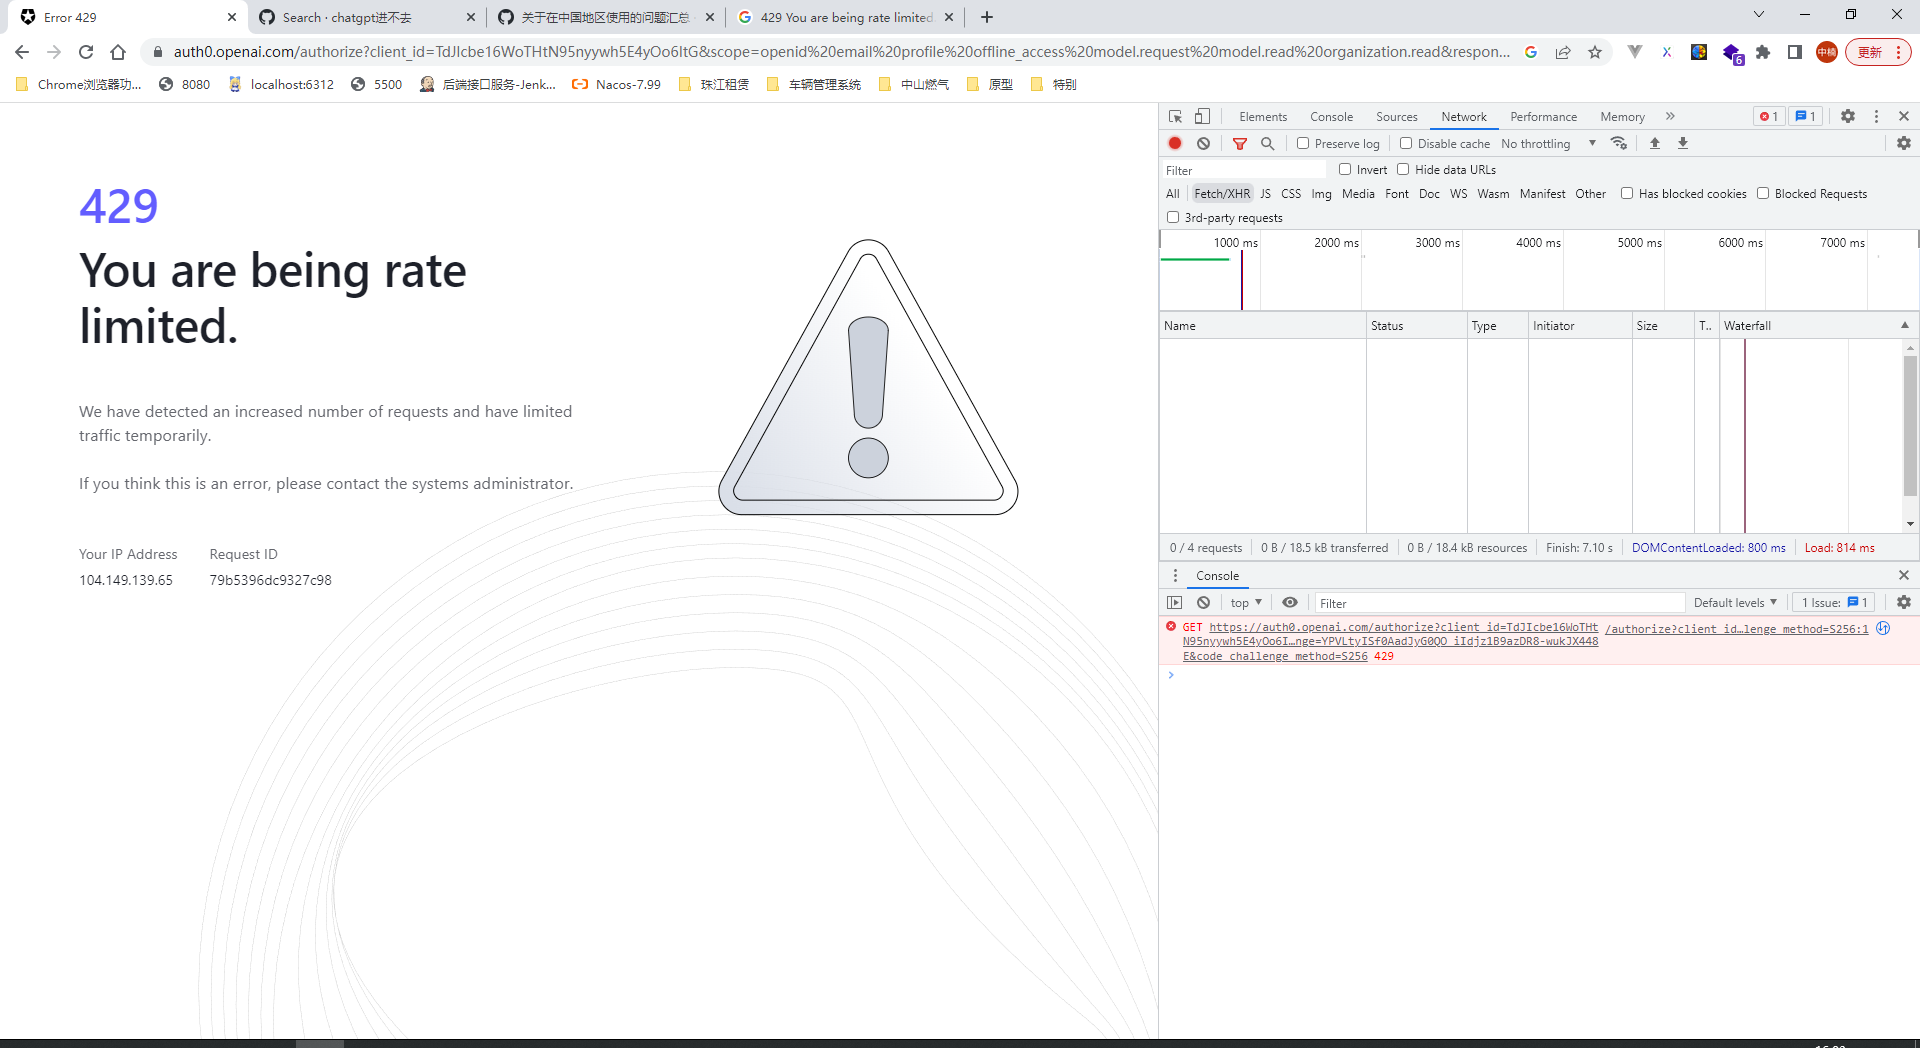 Error 429
Search · chatgpt进不去
关于在中国地区使用的问题汇总
429 You are being rate limited
auth0.openai.com/authorize?client_id=TdJIcbe16WoTHtN95nyywh5E4yOo6ItG&scope=openid%20email%20profile%20offline_access%20model.request%20model.read%20organization.read&respon...
中楠
更新
6
Chrome浏览器功...
8080
localhost:6312
5500
后端接口服务-Jenk...
Nacos-7.99
珠江租赁
车辆管理系统
中山燃气
原型
特别
429
You are being rate
limited.
We have detected an increased number of requests and have limited
traffic temporarily.
If you think this is an error, please contact the systems administrator.
Your IP Address
Request ID
104.149.139.65
79b5396dc9327c98
Elements
Console
Sources
Network
Performance
Memory
1
1
Preserve log
Disable cache
No throttling
Filter
Invert
Hide data URLs
All
Fetch/XHR
JS
CSS
Img
Media
Font
Doc
WS
Wasm
Manifest
Other
Has blocked cookies
Blocked Requests
3rd-party requests
1000 ms
2000 ms
3000 ms
4000 ms
5000 ms
6000 ms
7000 ms
Name
Status
Type
Initiator
Size
T..
Waterfall
0 / 4 requests
0 B / 18.5 kB transferred
0 B / 18.4 kB resources
Finish: 7.10 s
DOMContentLoaded: 800 ms
Load: 814 ms
Console
top
Filter
Default levels
1 Issue:
1
GET https://auth0.openai.com/authorize?client_id=TdJIcbe16WoTHt
N95nyywh5E4yOo6I…nge=YPVLtyISf0AadJyG0QO_iIdjz1B9azDR8-wukJX448
E&code_challenge_method=S256 429
/authorize?client_id…lenge_method=S256:1